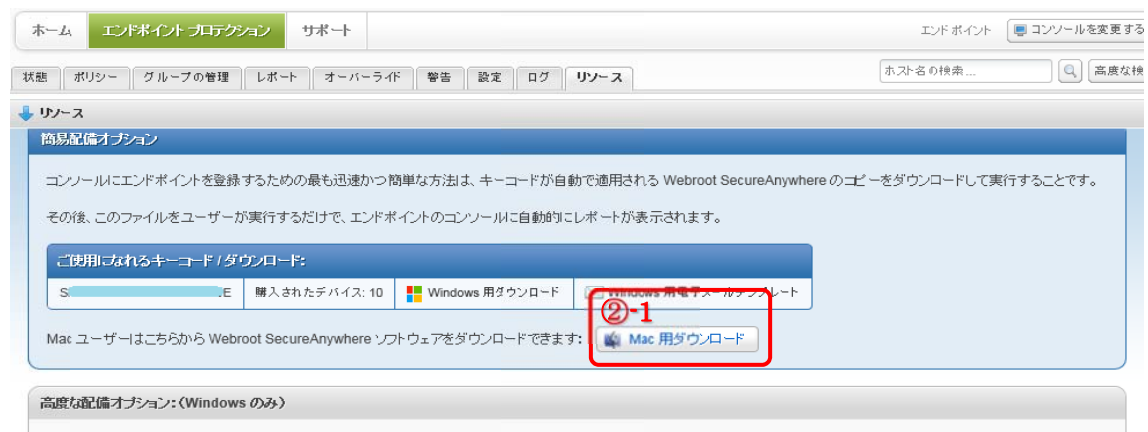 ホーム エンドポイント プロテクション サポート エンドポイント コンソールを変更する
状態 ポリシー グループの管理 レポート オーバーライド 警告 設定 ログ リソース ホスト名の検索... 高度な検
リソース
簡易配備オプション
コンソールにエンドポイントを登録するための最も迅速かつ簡単な方法は、キーコードが自動で適用される Webroot SecureAnywhere のコピーをダウンロードして実行することです。
その後、このファイルをユーザーが実行するだけで、エンドポイントのコンソールに自動的にレポートが表示されます。
ご使用になれるキーコード / ダウンロード:
S E 購入されたデバイス: 10 Windows 用ダウンロード Windows 用電子メールテンプレート
②-1
Mac ユーザーはこちらから Webroot SecureAnywhere ソフトウェアをダウンロードできます: Mac 用ダウンロード
高度な配備オプション:(Windows のみ)